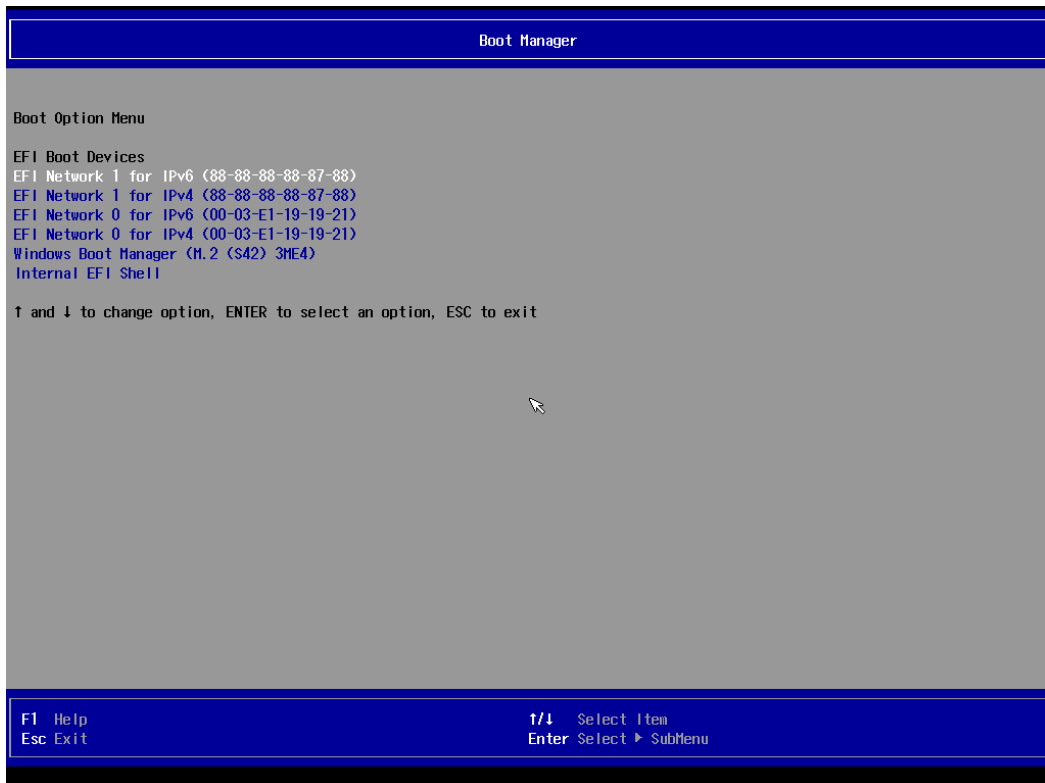 Boot Manager
Boot Option Menu
EFI Boot Devices
EFI Network 1 for IPv6 (88-88-88-88-87-88)
EFI Network 1 for IPv4 (88-88-88-88-87-88)
EFI Network 0 for IPv6 (00-03-E1-19-19-21)
EFI Network 0 for IPv4 (00-03-E1-19-19-21)
Windows Boot Manager (M.2 (S42) 3ME4)
Internal EFI Shell
↑ and ↓ to change option, ENTER to select an option, ESC to exit
F1 Help
↑/↓ Select Item
Esc Exit
Enter Select ▶ SubMenu